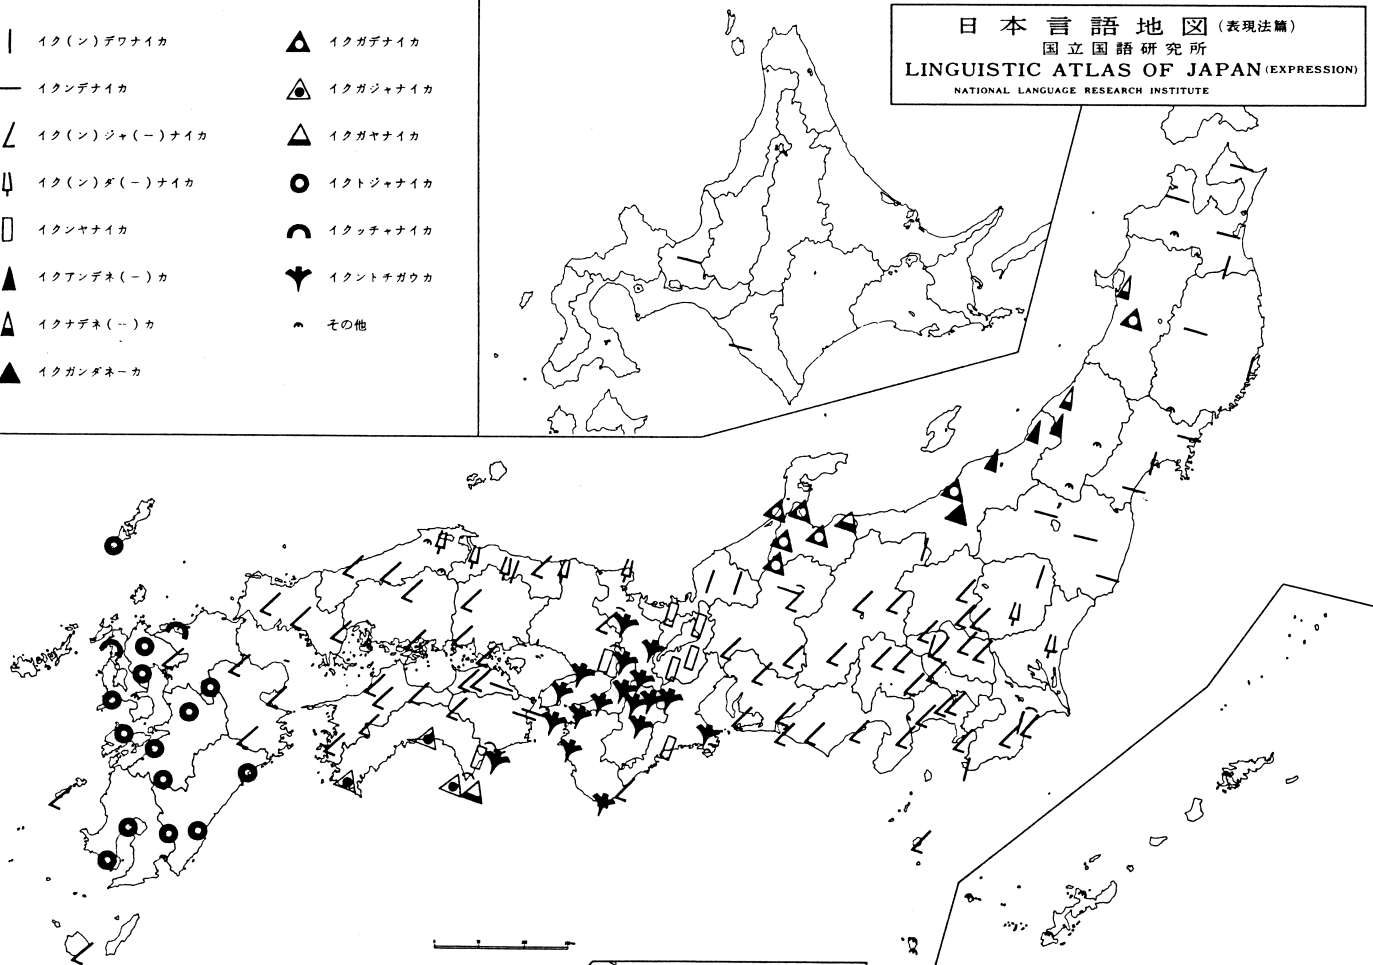 日本言語地図(表現法篇)
国立国語研究所
LINGUISTIC ATLAS OF JAPAN (EXPRESSION)
NATIONAL LANGUAGE RESEARCH INSTITUTE
イク(ン)デワナイカ
イクンデナイカ
イク(ン)ジャ(ー)ナイカ
イク(ン)ダ(ー)ナイカ
イクンヤナイカ
イクアンデネ(ー)カ
イクナデネ(ー)カ
イクガンダネーカ
イクガデナイカ
イクガジャナイカ
イクガヤナイカ
イクトジャナイカ
イクッチャナイカ
イクントチガウカ
その他